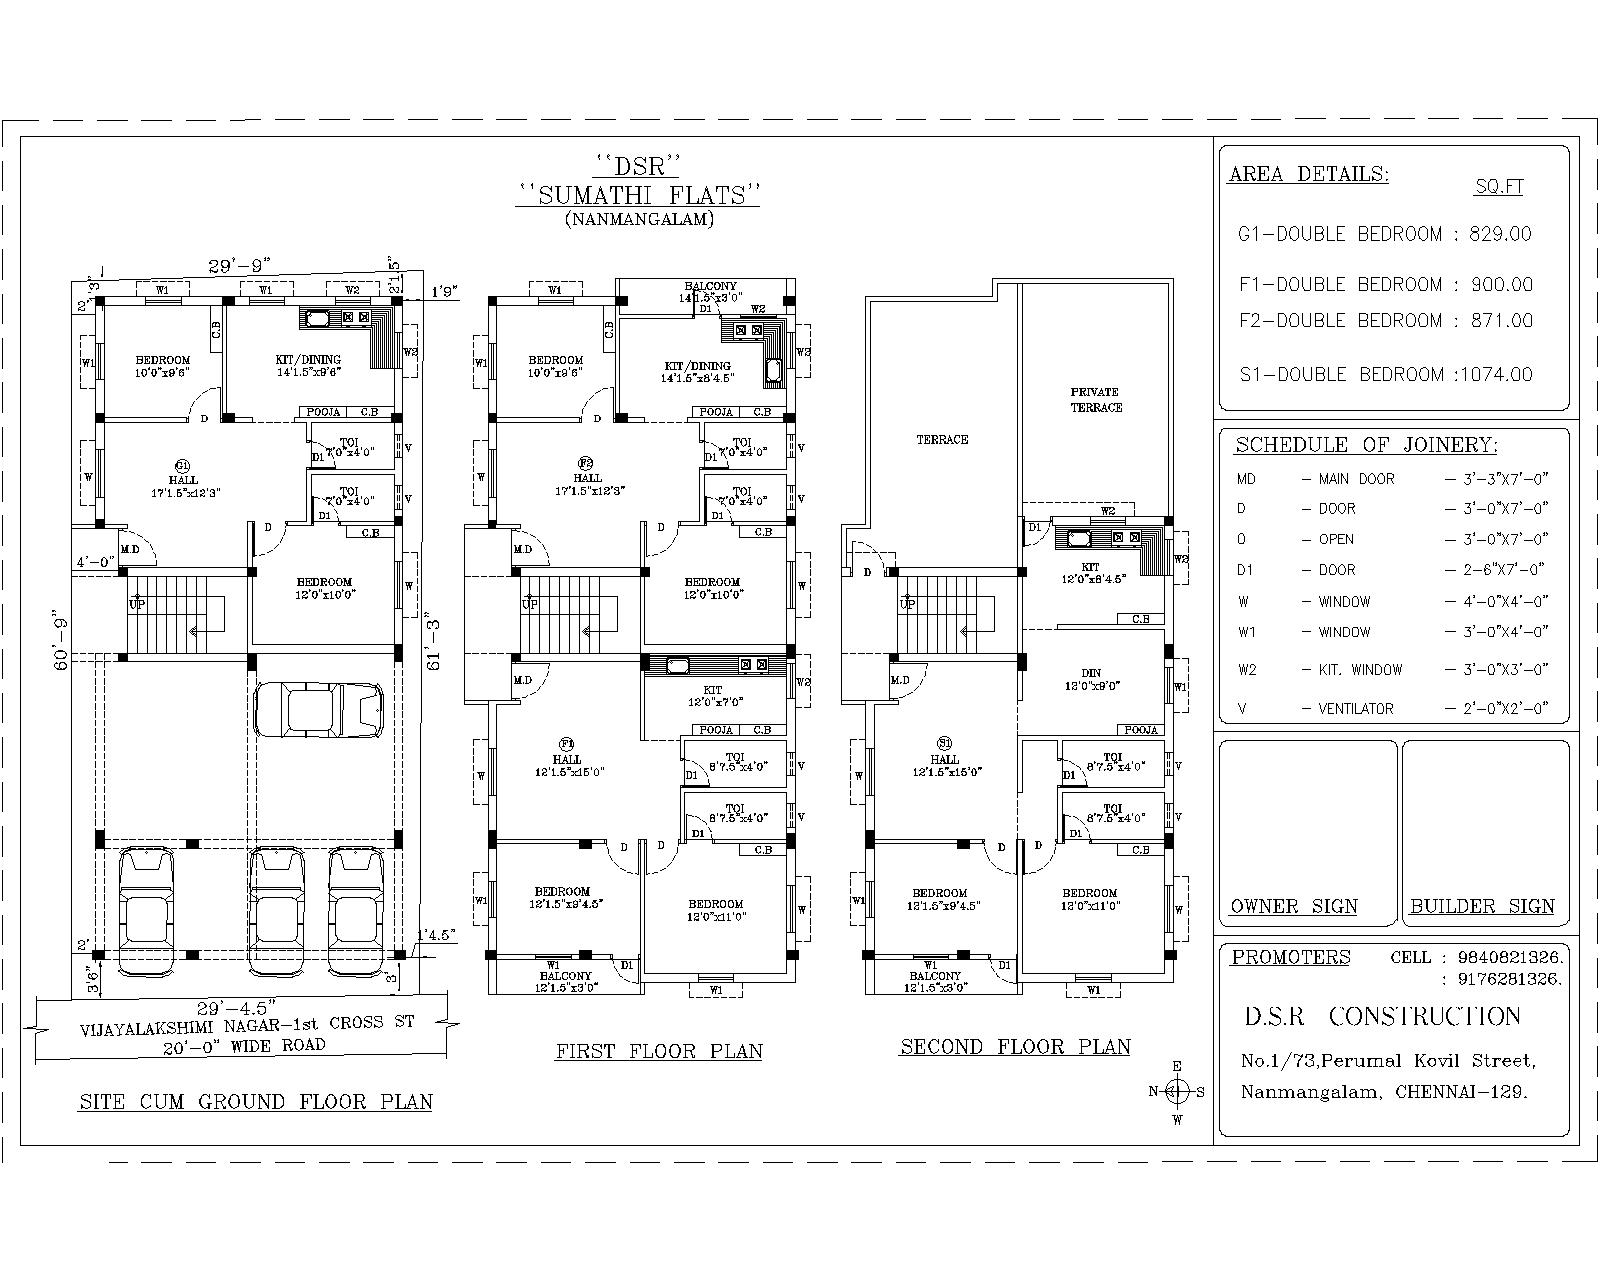 "DSR"
"SUMATHI FLATS"
(NANMANGALAM)
29'-9"
3"
2'1.5"
1'9"
2'
W1
W1
W2
W1
C.B
BEDROOM
10'0"x9'6"
KIT/DINING
14'1.5"x9'6"
W2
POOJA
C.B
D
W
G1
HALL
17'1.5"x12'3"
TOI
7'0"x4'0"
D1
V
TOI
7'0"x4'0"
D1
V
D
C.B
M.D
4'-0"
BEDROOM
12'0"x10'0"
W
UP
60'-9"
61'-3"
2'
1'4.5"
3'6"
3'
29'-4.5"
VIJAYALAKSHIMI NAGAR-1st CROSS ST
20'-0" WIDE ROAD
SITE CUM GROUND FLOOR PLAN
W1
BALCONY
14'1.5"x3'0"
D1
W2
W1
C.B
BEDROOM
10'0"x9'6"
KIT/DINING
14'1.5"x8'4.5"
W2
POOJA
C.B
D
W
F2
HALL
17'1.5"x12'3"
TOI
7'0"x4'0"
D1
V
TOI
7'0"x4'0"
D1
V
D
C.B
M.D
BEDROOM
12'0"x10'0"
W
UP
M.D
KIT
12'0"x7'0"
W2
POOJA
C.B
F1
HALL
12'1.5"x15'0"
W
TOI
8'7.5"x4'0"
D1
V
TOI
8'7.5"x4'0"
D1
V
D
D
C.B
W1
BEDROOM
12'1.5"x9'4.5"
BEDROOM
12'0"x11'0"
W
W1
D1
BALCONY
12'1.5"x3'0"
W1
FIRST FLOOR PLAN
PRIVATE
TERRACE
TERRACE
W2
D1
W2
KIT
12'0"x8'4.5"
D
C.B
UP
M.D
DIN
12'0"x9'0"
W1
POOJA
S1
HALL
12'1.5"x15'0"
W
TOI
8'7.5"x4'0"
D1
V
TOI
8'7.5"x4'0"
D1
V
D
D
C.B
W1
BEDROOM
12'1.5"x9'4.5"
BEDROOM
12'0"x11'0"
W
W1
D1
BALCONY
12'1.5"x3'0"
W1
SECOND FLOOR PLAN
E
N
S
W
AREA DETAILS:
SQ.FT
G1-DOUBLE BEDROOM : 829.00
F1-DOUBLE BEDROOM : 900.00
F2-DOUBLE BEDROOM : 871.00
S1-DOUBLE BEDROOM :1074.00
SCHEDULE OF JOINERY:
MD - MAIN DOOR - 3'-3"X7'-0"
D - DOOR - 3'-0"X7'-0"
O - OPEN - 3'-0"X7'-0"
D1 - DOOR - 2-6"X7'-0"
W - WINDOW - 4'-0"X4'-0"
W1 - WINDOW - 3'-0"X4'-0"
W2 - KIT. WINDOW - 3'-0"X3'-0"
V - VENTILATOR - 2'-0"X2'-0"
OWNER SIGN
BUILDER SIGN
PROMOTERS CELL : 9840821326.
: 9176281326.
D.S.R CONSTRUCTION
No.1/73,Perumal Kovil Street,
Nanmangalam, CHENNAI-129.